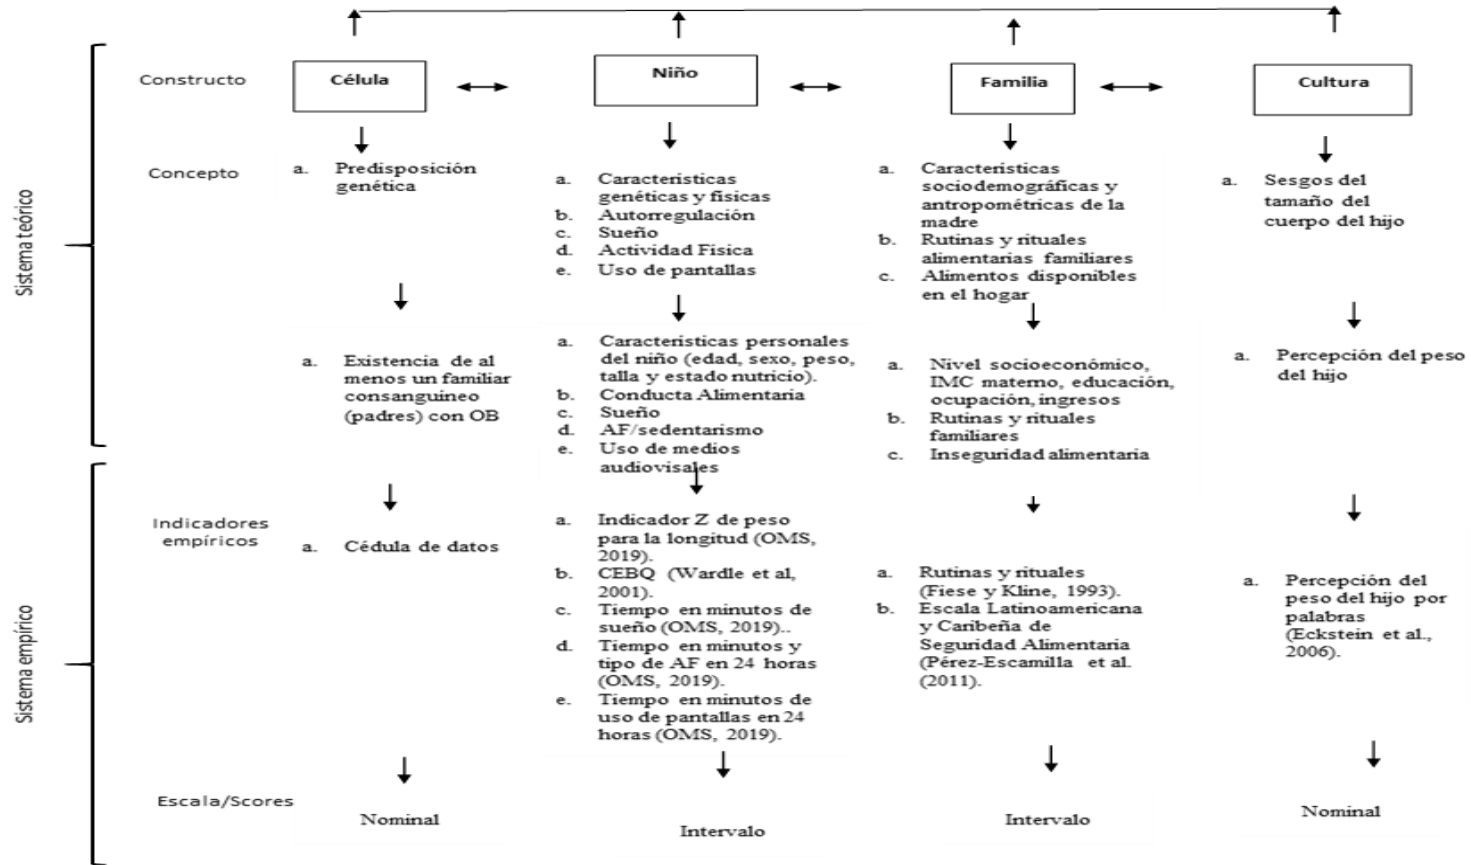 Constructo
Célula
Niño
Familia
Cultura
Sistema teórico
Concepto
a. Predisposición
genética
a. Características
genéticas y físicas
b. Autorregulación
c. Sueño
d. Actividad Física
e. Uso de pantallas
a. Características
sociodemográficas y
antropométricas de la
madre
b. Rutinas y rituales
alimentarias familiares
c. Alimentos disponibles
en el hogar
a. Sesgos del
tamaño del
cuerpo del hijo
a. Existencia de al
menos un familiar
consanguíneo
(padres) con OB
a. Características personales
del niño (edad, sexo, peso,
talla y estado nutricio).
b. Conducta Alimentaria
c. Sueño
d. AF/sedentarismo
e. Uso de medios
audiovisales
a. Nivel socioeconómico,
IMC materno, educación,
ocupación, ingresos
b. Rutinas y rituales
familiares
c. Inseguridad alimentaria
a. Percepción del peso
del hijo
Sistema empírico
Indicadores
empíricos
a. Cédula de datos
a. Indicador Z de peso
para la longitud (OMS,
2019).
b. CEBQ (Wardle et al,
2001).
c. Tiempo en minutos de
sueño (OMS, 2019)..
d. Tiempo en minutos y
tipo de AF en 24 horas
(OMS, 2019).
e. Tiempo en minutos de
uso de pantallas en 24
horas (OMS, 2019).
a. Rutinas y rituales
(Fiese y Kline, 1993).
b. Escala Latinoamericana
y Caribeña de
Seguridad Alimentaria
(Pérez-Escamilla et al.
(2011).
a. Percepción del
peso del hijo por
palabras
(Eckstein et al.,
2006).
Escala/Scores
Nominal
Intervalo
Intervalo
Nominal